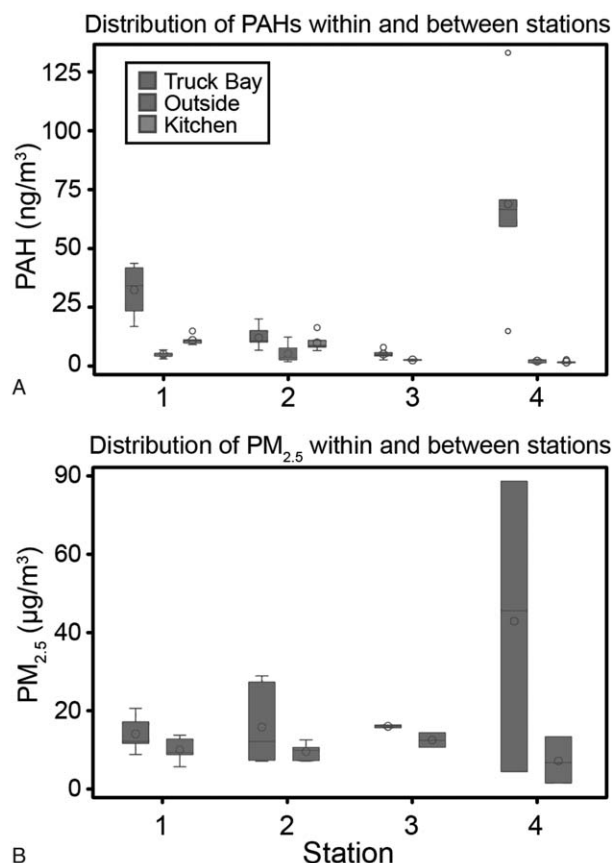 Distribution of PAHs within and between stations
125
Truck Bay
Outside
Kitchen
100
75
50
25
0
PAH (ng/m³)
1 2 3 4
A
Distribution of PM₂.₅ within and between stations
90
60
40
20
0
PM₂.₅ (µg/m³)
1 2 3 4
Station
B